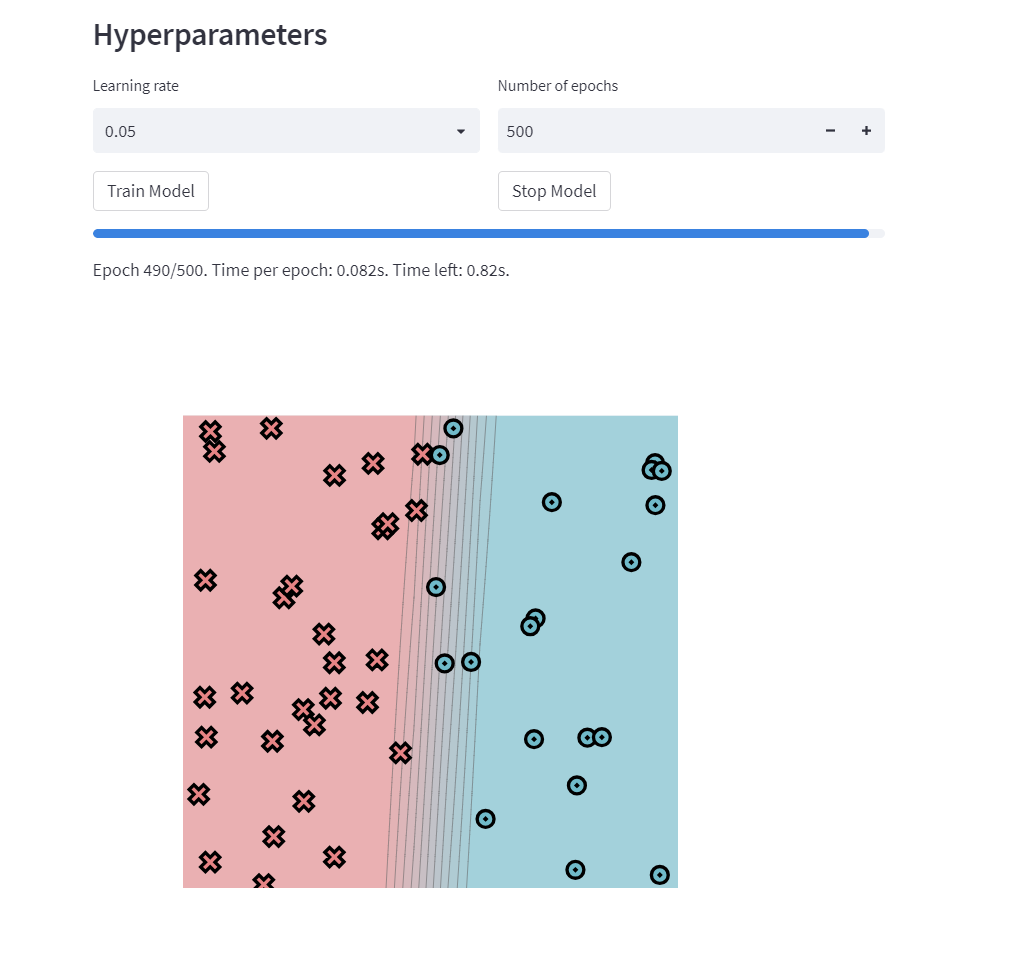 Hyperparameters
Learning rate
Number of epochs
0.05
500
Train Model
Stop Model
Epoch 490/500. Time per epoch: 0.082s. Time left: 0.82s.